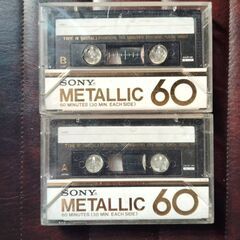 B
SONY
METALLIC 60
60 MINUTES (30 MIN. EACH SIDE)
A
SONY
METALLIC 60
60 MINUTES (30 MIN. EACH SIDE)